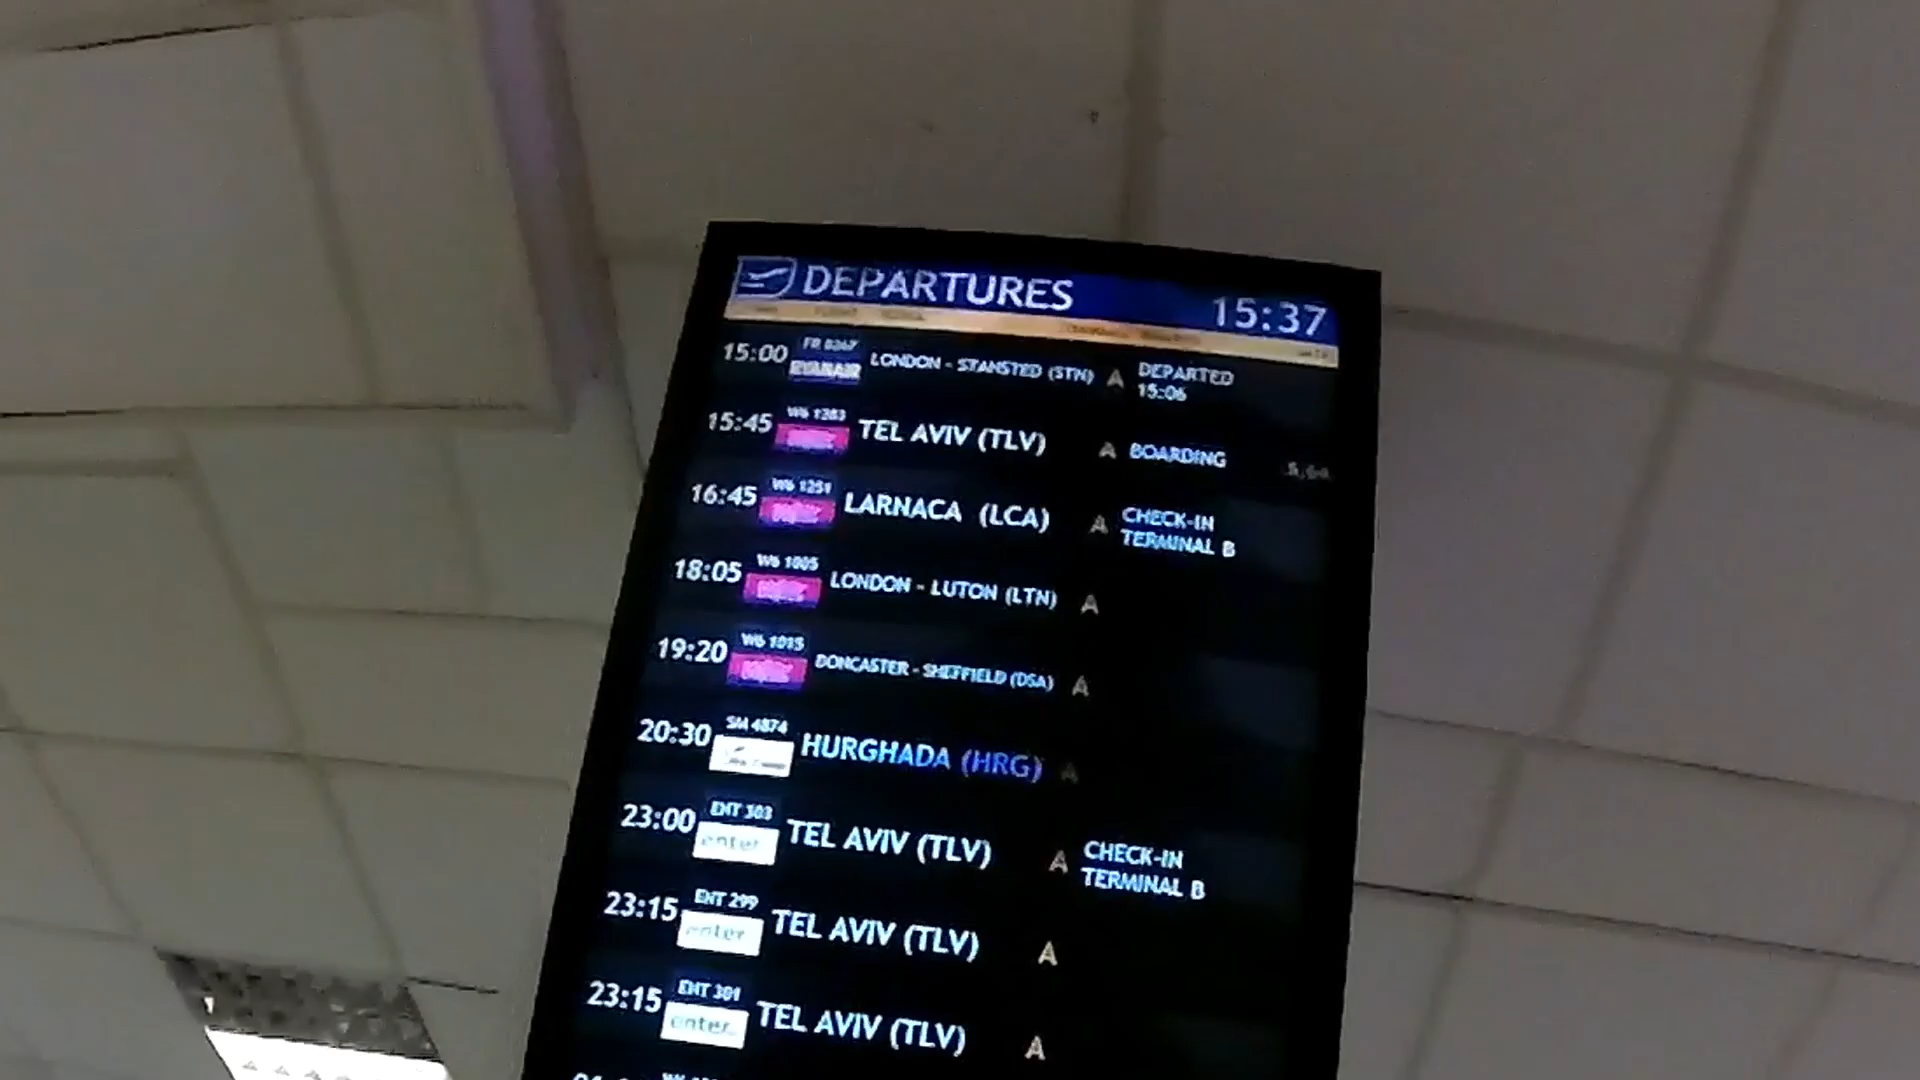 DEPARTURES 15:37
15:00 FR 8267 RYANAIR LONDON - STANSTED (STN) A DEPARTED 15:06
15:45 W6 1283 TEL AVIV (TLV) A BOARDING
16:45 W6 1251 LARNACA (LCA) A CHECK-IN TERMINAL B
18:05 W6 1005 LONDON - LUTON (LTN) A
19:20 W6 1015 DONCASTER - SHEFFIELD (DSA) A
20:30 SM 4874 HURGHADA (HRG) A
23:00 ENT 303 enter TEL AVIV (TLV) A CHECK-IN TERMINAL B
23:15 ENT 299 enter TEL AVIV (TLV) A
23:15 ENT 301 enter TEL AVIV (TLV) A